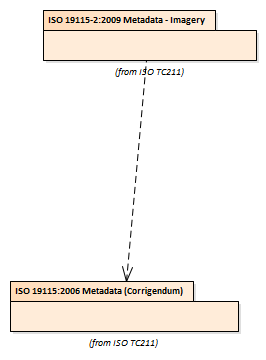 ISO 19115-2:2009 Metadata - Imagery
(from ISO TC211)
ISO 19115:2006 Metadata (Corrigendum)
(from ISO TC211)